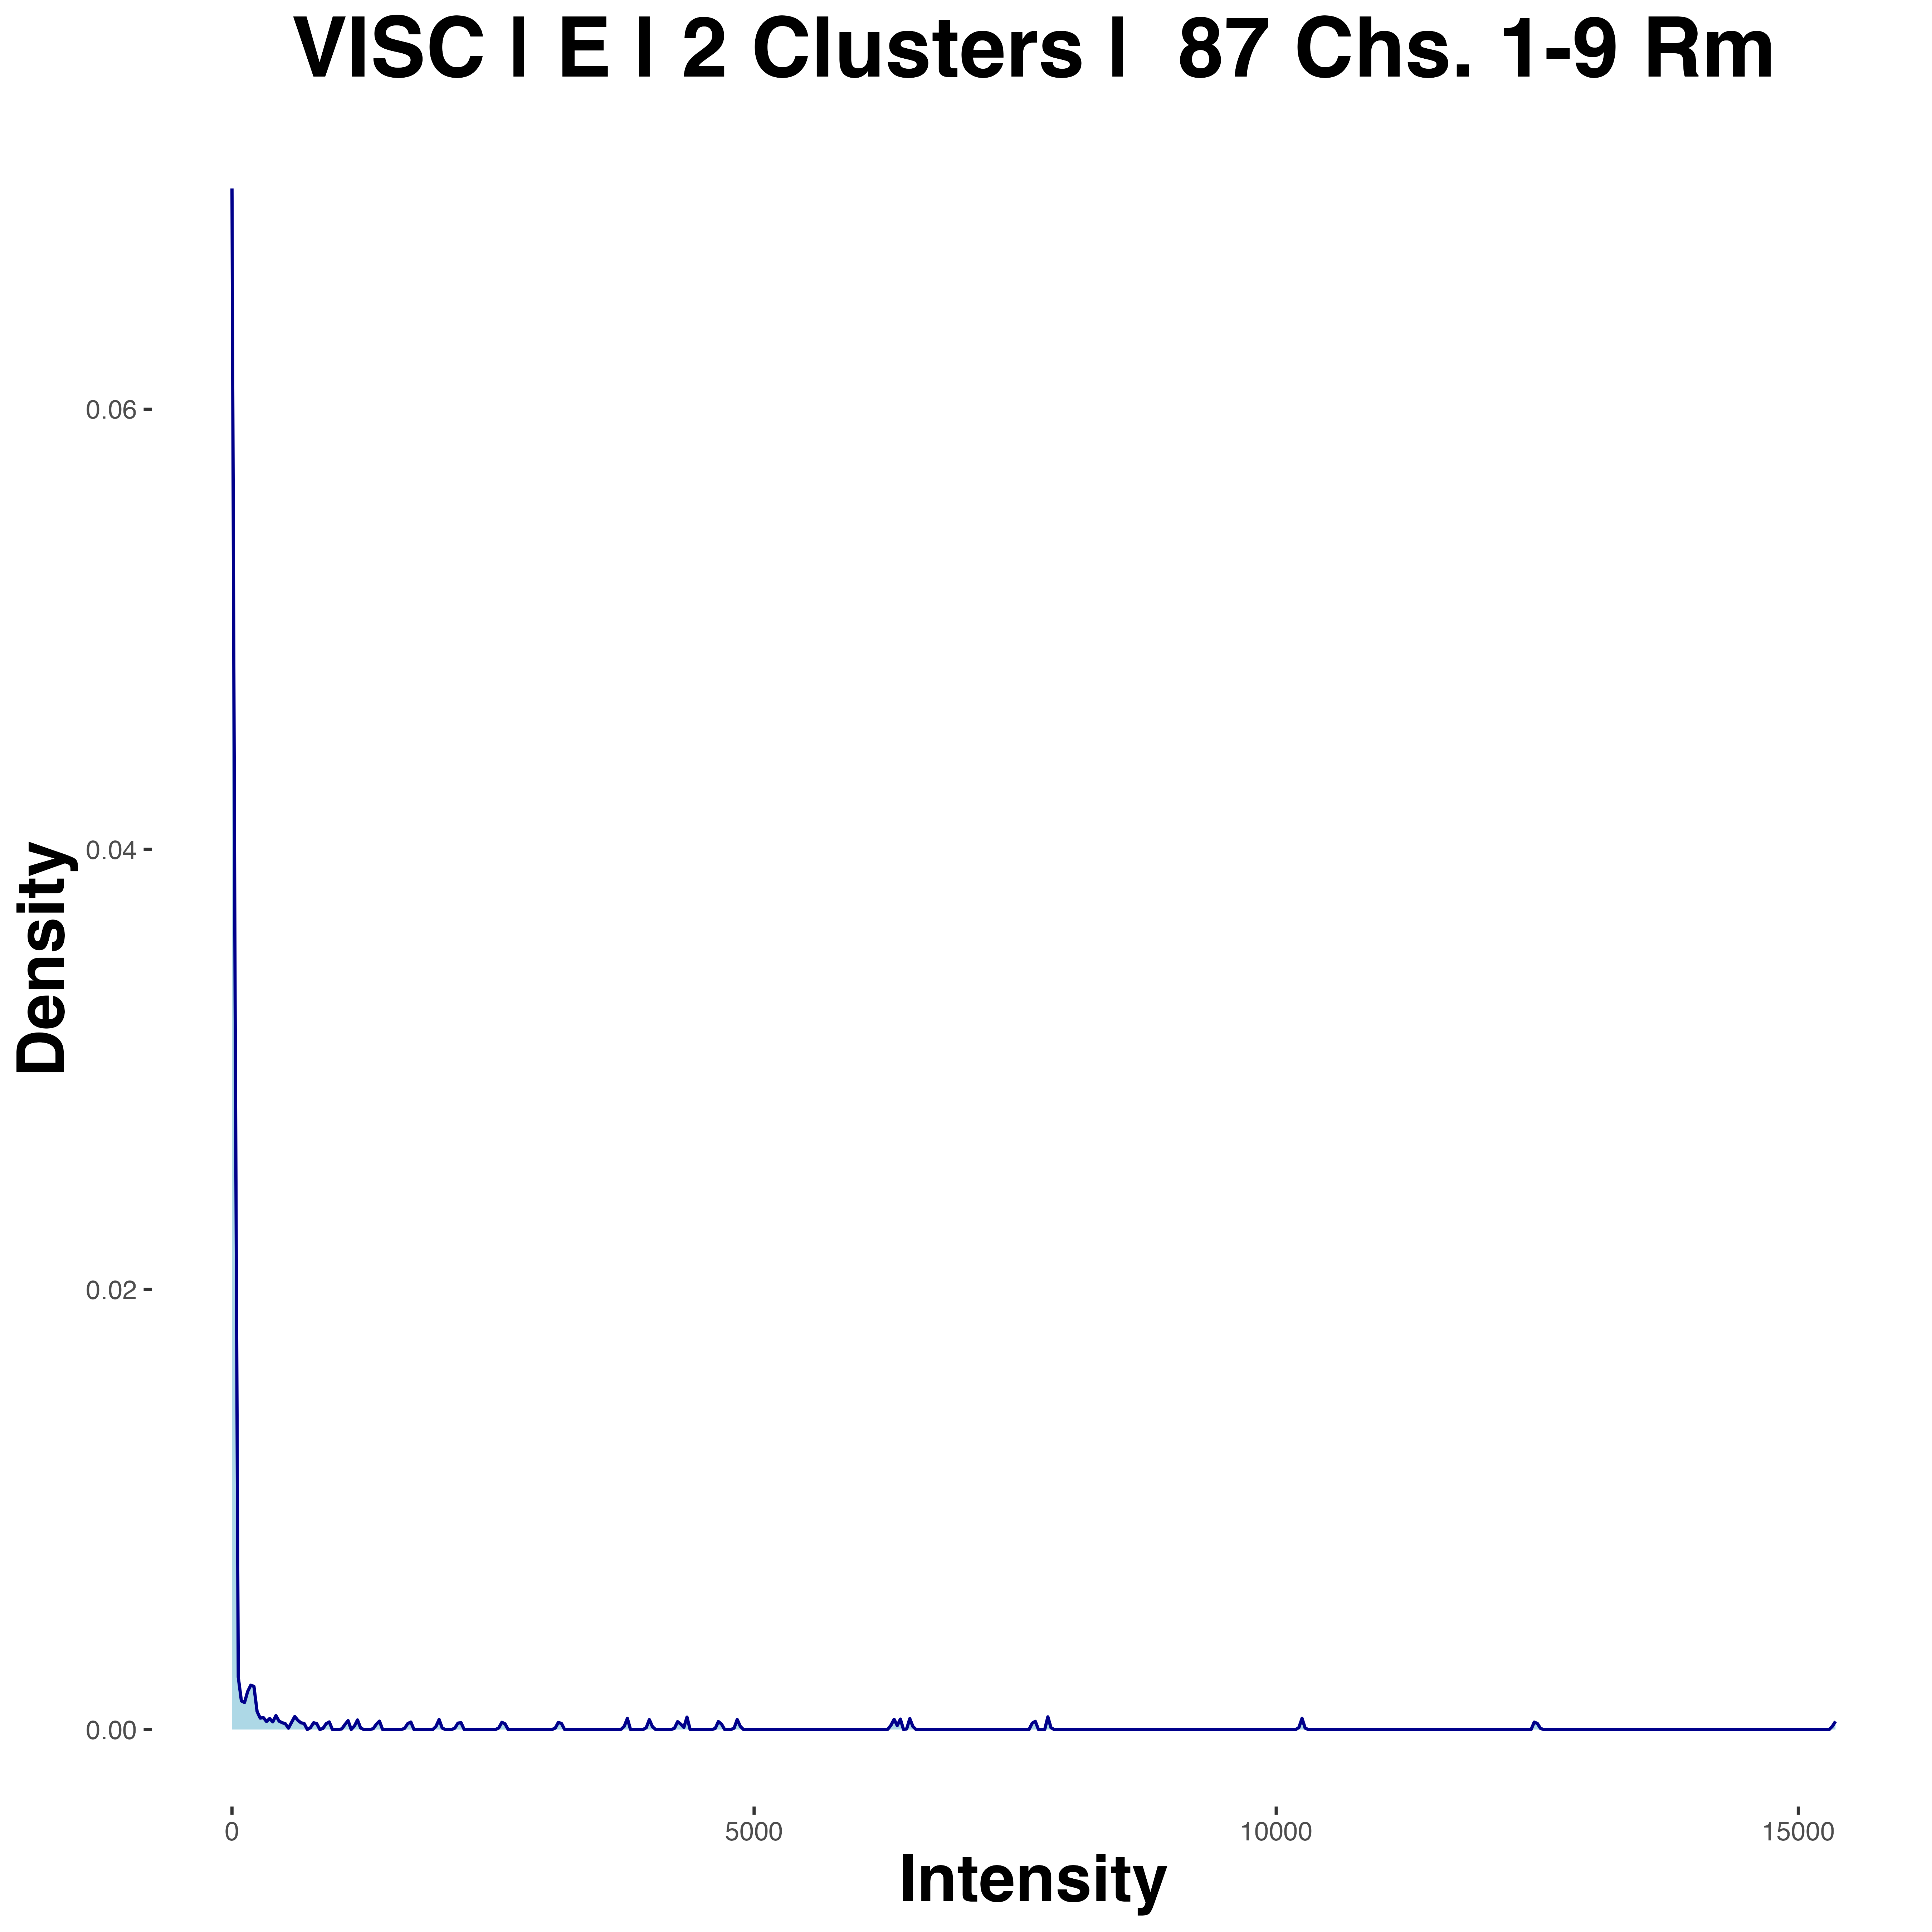 VISC | E | 2 Clusters |  87 Chs. 1-9 Rm
0.06
0.04
0.02
0.00
Density
0
5000
10000
15000
Intensity